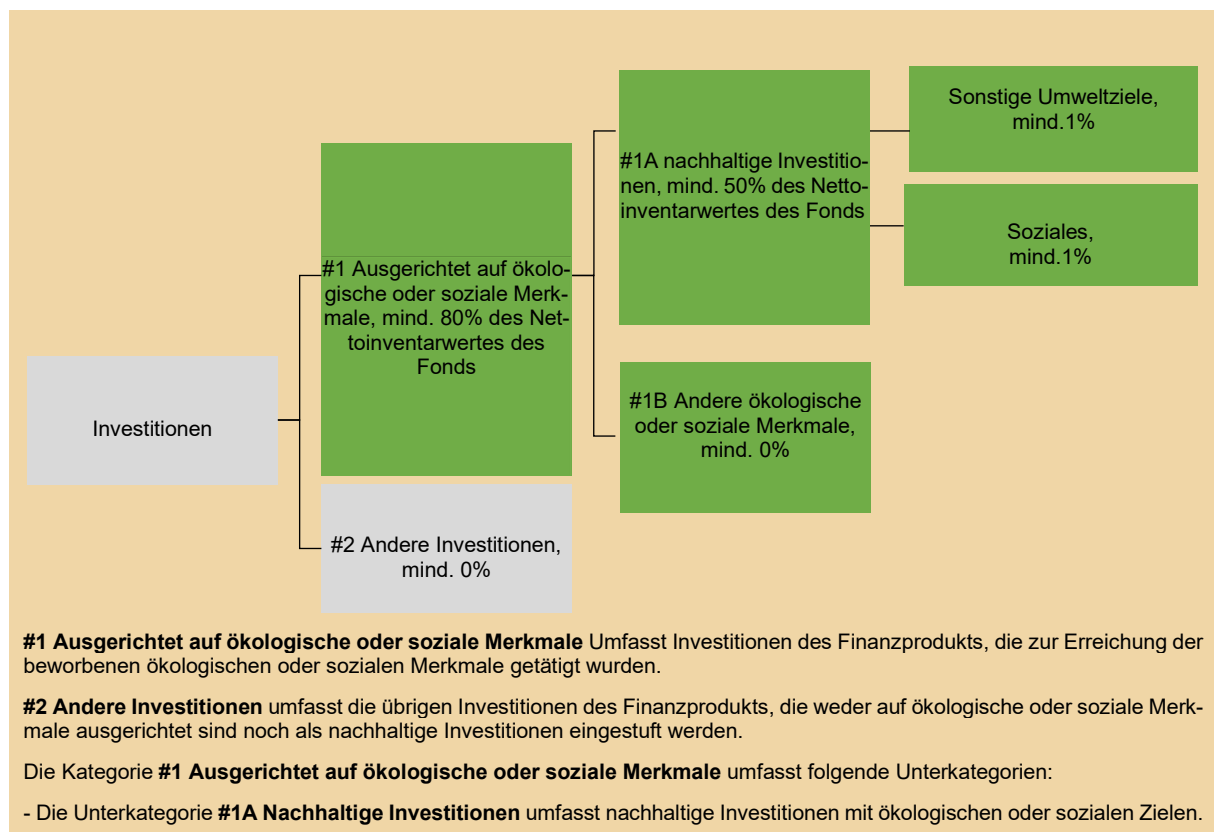 Sonstige Umweltziele,
mind.1%
#1A nachhaltige Investitio-
nen, mind. 50% des Netto-
inventarwertes des Fonds
Soziales,
mind.1%
#1 Ausgerichtet auf ökolo-
gische oder soziale Merk-
male, mind. 80% des Net-
toinventarwertes des
Fonds
#1B Andere ökologische
oder soziale Merkmale,
mind. 0%
Investitionen
#2 Andere Investitionen,
mind. 0%
#1 Ausgerichtet auf ökologische oder soziale Merkmale Umfasst Investitionen des Finanzprodukts, die zur Erreichung der
beworbenen ökologischen oder sozialen Merkmale getätigt wurden.
#2 Andere Investitionen umfasst die übrigen Investitionen des Finanzprodukts, die weder auf ökologische oder soziale Merk-
male ausgerichtet sind noch als nachhaltige Investitionen eingestuft werden.
Die Kategorie #1 Ausgerichtet auf ökologische oder soziale Merkmale umfasst folgende Unterkategorien:
- Die Unterkategorie #1A Nachhaltige Investitionen umfasst nachhaltige Investitionen mit ökologischen oder sozialen Zielen.